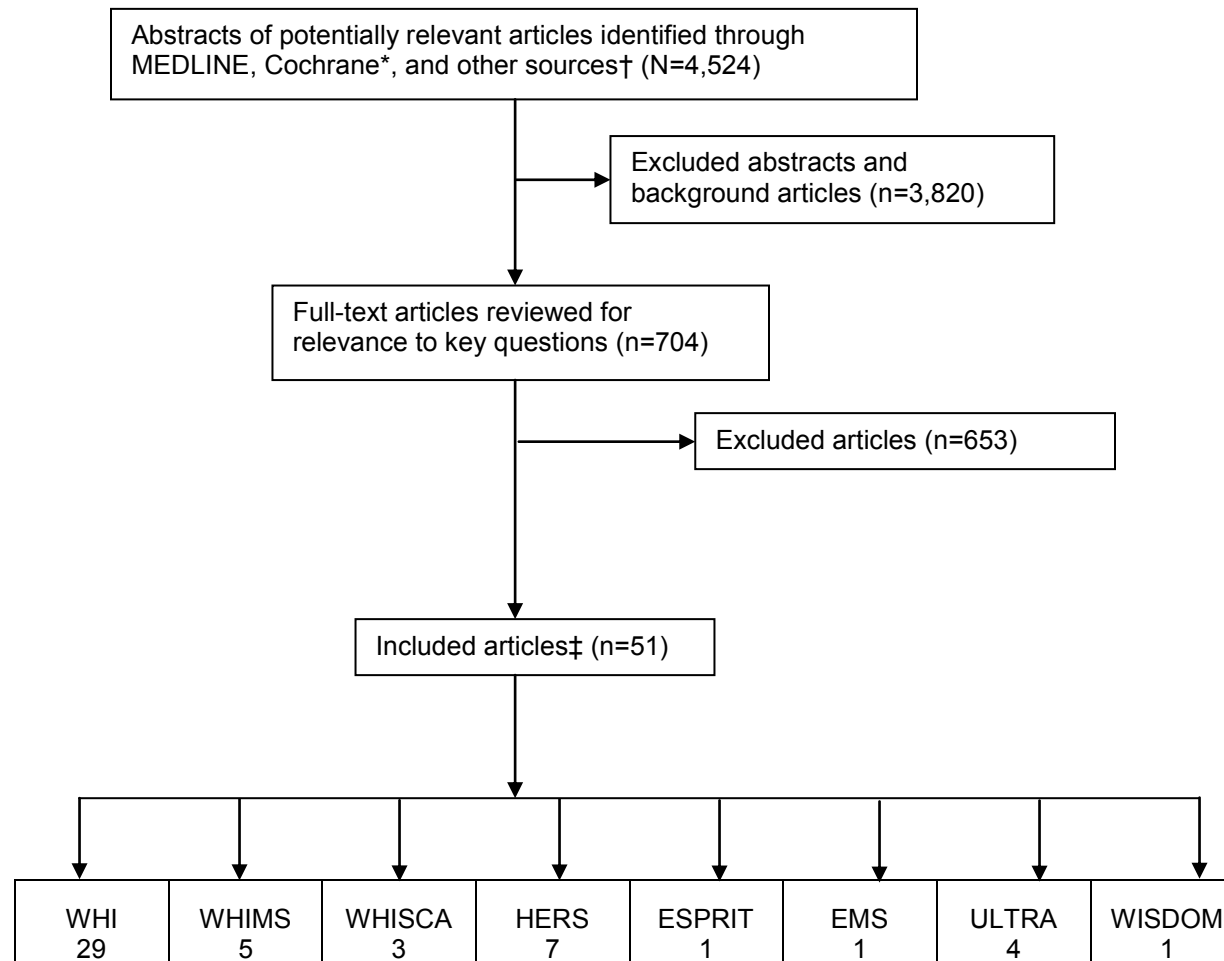 Abstracts of potentially relevant articles identified through
MEDLINE, Cochrane*, and other sources† (N=4,524)
Excluded abstracts and
background articles (n=3,820)
Full-text articles reviewed for
relevance to key questions (n=704)
Excluded articles (n=653)
Included articles‡ (n=51)
WHI WHIMS WHISCA HERS ESPRIT EMS ULTRA WISDOM
29 5 3 7 1 1 4 1